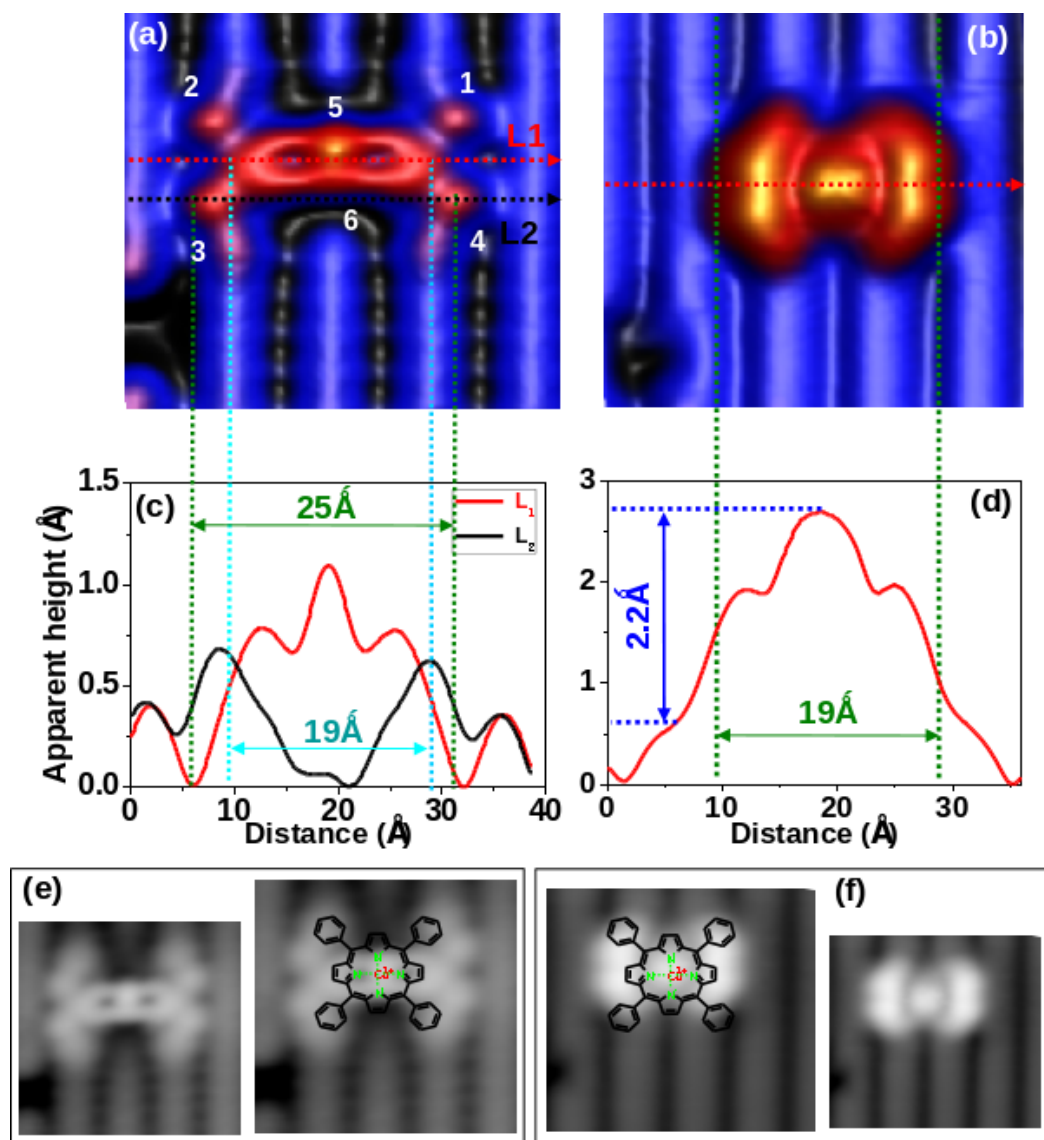 (a)
(b)
2
1
5
L1
L2
6
3
4
1.5
1.0
0.5
0.0
Apparent height (Å)
(c)
L₁
L₂
25Å
19Å
0
10
20
30
40
Distance (Å)
3
2
1
0
(d)
2.2Å
19Å
0
10
20
30
Distance (Å)
(e)
N
N
N
N
(f)
N
N
N
N